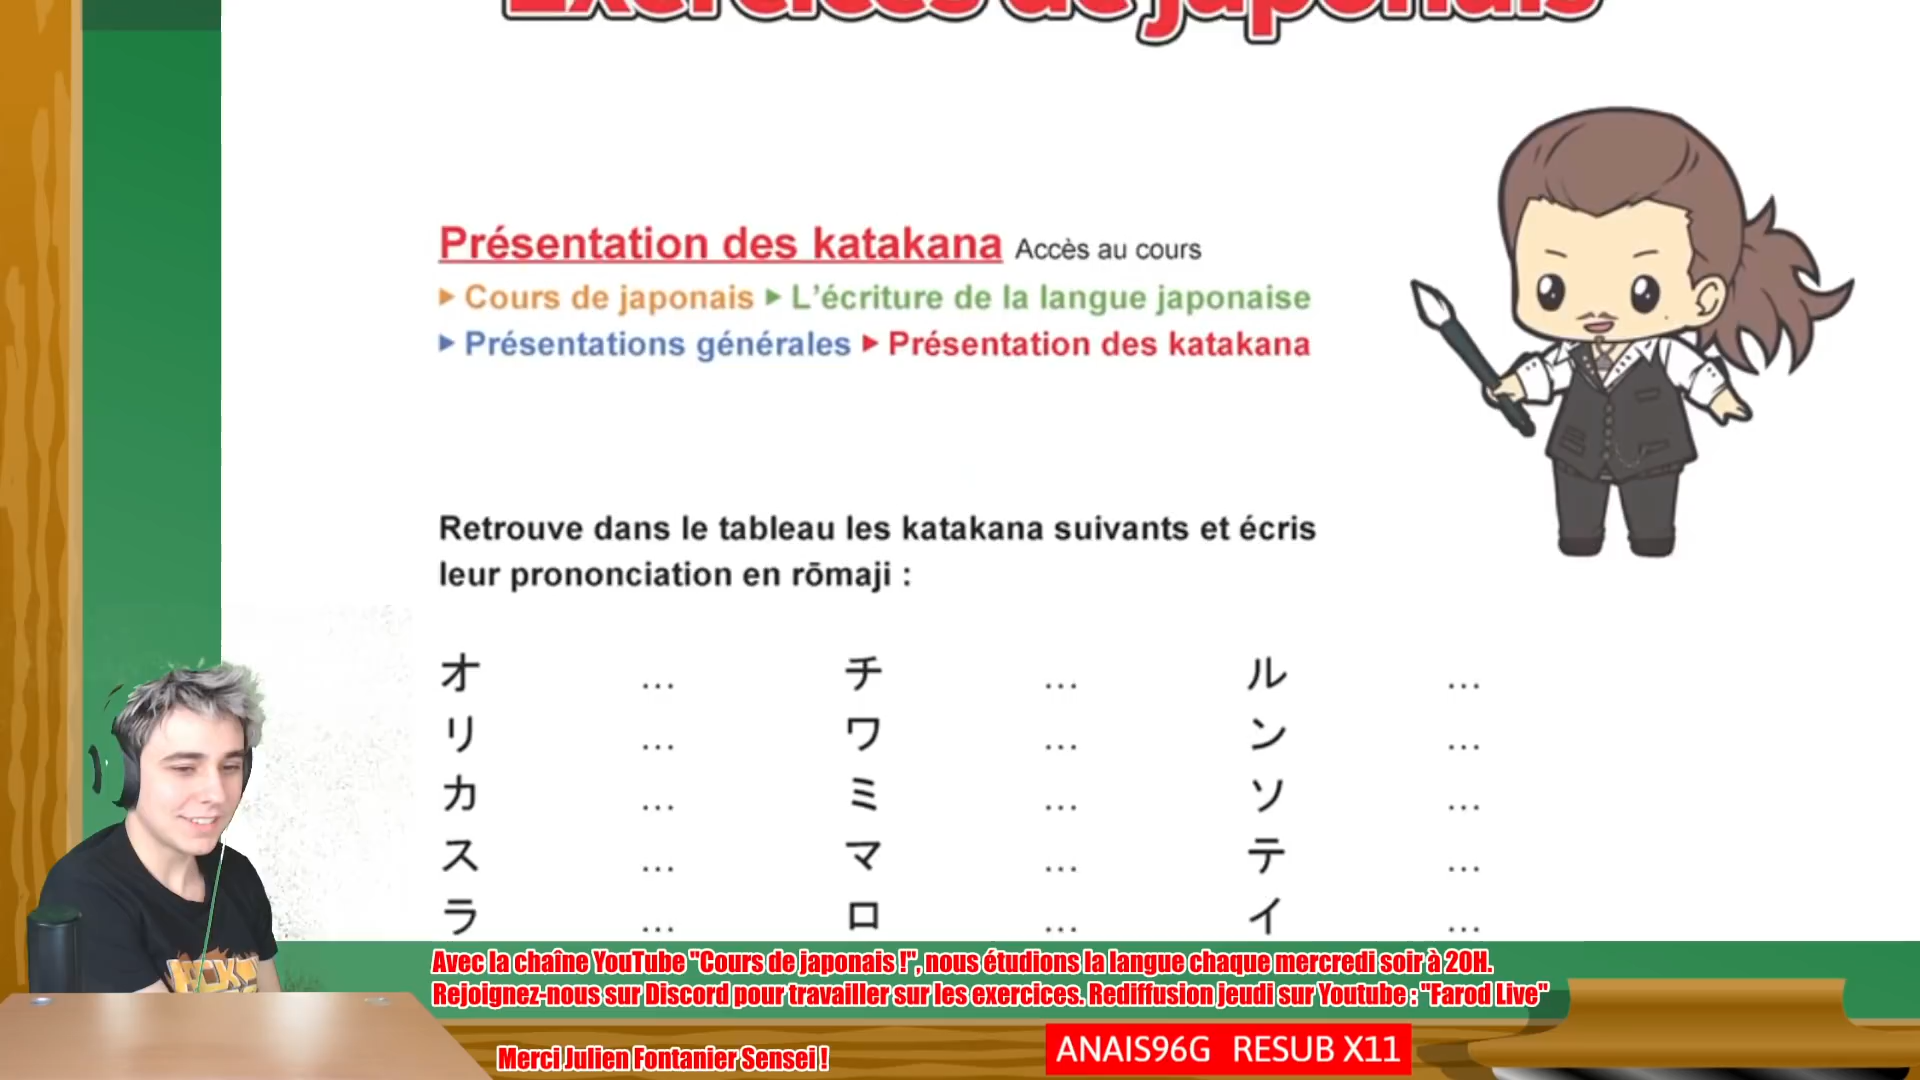 Exercices de japonais
Présentation des katakana Accès au cours
▸ Cours de japonais ▸ L'écriture de la langue japonaise
▸ Présentations générales ▸ Présentation des katakana
Retrouve dans le tableau les katakana suivants et écris
leur prononciation en rōmaji :
オ ... チ ... ル ...
リ ... ワ ... ン ...
カ ... ミ ... ソ ...
ス ... マ ... テ ...
ラ ... ロ ... イ ...
Avec la chaîne YouTube "Cours de japonais !", nous étudions la langue chaque mercredi soir à 20H.
Rejoignez-nous sur Discord pour travailler sur les exercices. Rediffusion jeudi sur Youtube : "Farod Live"
Merci Julien Fontanier Sensei !
ANAIS96G RESUB X11